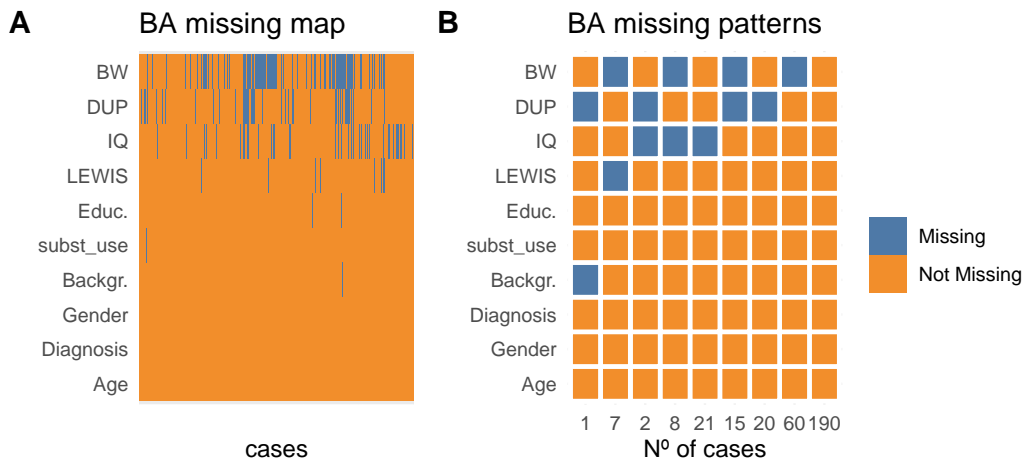 A
BA missing map
BW
DUP
IQ
LEWIS
Educ.
subst_use
Backgr.
Gender
Diagnosis
Age
cases
B
BA missing patterns
BW
DUP
IQ
LEWIS
Educ.
subst_use
Backgr.
Diagnosis
Gender
Age
1 7 2 8 21 15 20 60 190
Nº of cases
Missing
Not Missing